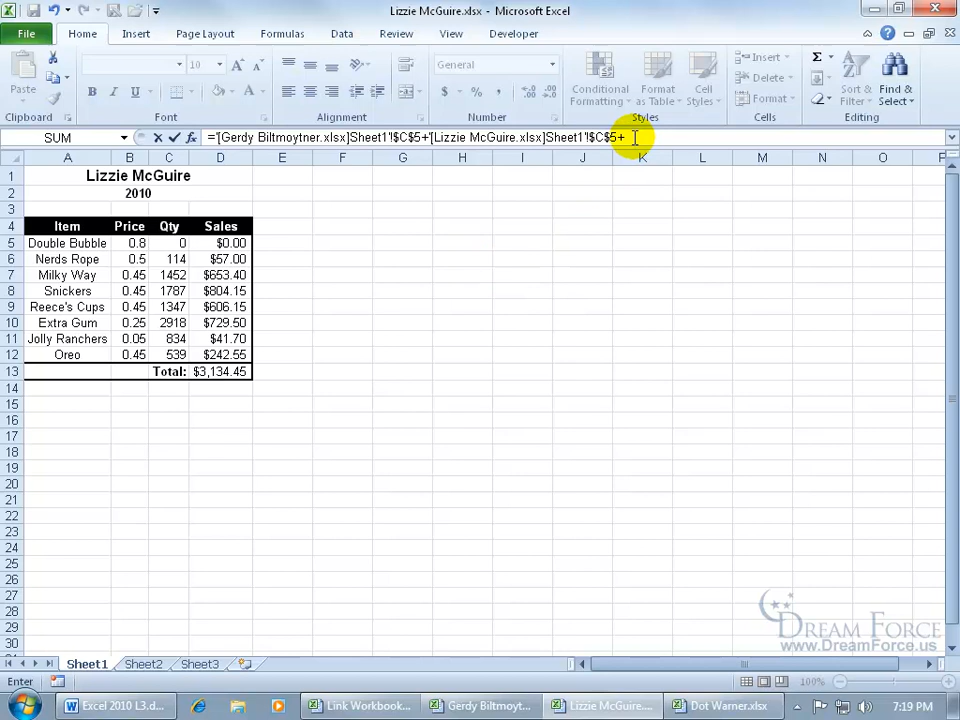 Lizzie McGuire.xlsx - Microsoft Excel
File Home Insert Page Layout Formulas Data Review View Developer
Paste
10
General
Conditional Formatting
Format as Table
Cell Styles
Insert
Delete
Format
Sort & Filter
Find & Select
Clipboard Font Alignment Number Styles Cells Editing
SUM ='[Gerdy Biltmoytner.xlsx]Sheet1'!$C$5+'[Lizzie McGuire.xlsx]Sheet1'!$C$5+
A B C D E F G H I J K L M N O P
1 Lizzie McGuire
2 2010
3
4 Item Price Qty Sales
5 Double Bubble 0.8 0 $0.00
6 Nerds Rope 0.5 114 $57.00
7 Milky Way 0.45 1452 $653.40
8 Snickers 0.45 1787 $804.15
9 Reece's Cups 0.45 1347 $606.15
10 Extra Gum 0.25 2918 $729.50
11 Jolly Ranchers 0.05 834 $41.70
12 Oreo 0.45 539 $242.55
13 Total: $3,134.45
14
15
16
17
18
19
20
21
22
23
24
25
26
27
28
29
30
DREAM FORCE
www.DreamForce.com
Sheet1 Sheet2 Sheet3
Enter 100%
Excel 2010 L3.d... Link Workbook... Gerdy Biltmoyt... Lizzie McGuire.... Dot Warner.xlsx 7:19 PM